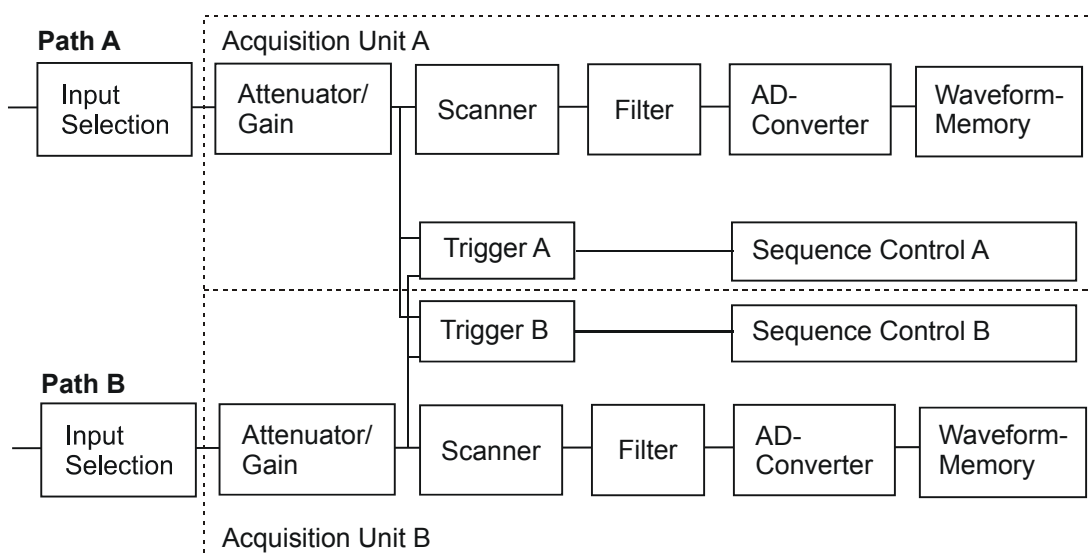 Path A
Acquisition Unit A
Input
Selection
Attenuator/
Gain
Scanner
Filter
AD-
Converter
Waveform-
Memory
Trigger A
Sequence Control A
Trigger B
Sequence Control B
Path B
Input
Selection
Attenuator/
Gain
Scanner
Filter
AD-
Converter
Waveform-
Memory
Acquisition Unit B